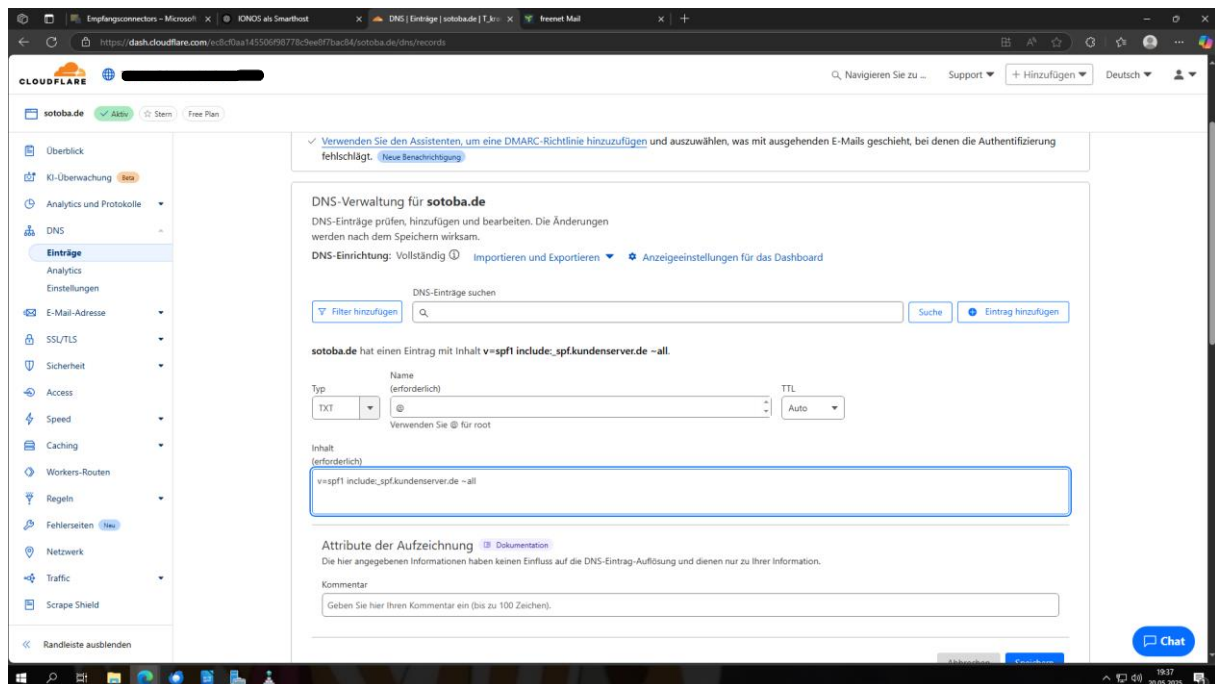 Empfangsconnectors – Microsoft
IONOS als Smarthost
DNS | Einträge | sotoba.de | T_kr
freenet Mail
https://dash.cloudflare.com/ec8cf0aa145506f98778c9ee8f7bac84/sotoba.de/dns/records
CLOUDFLARE
Navigieren Sie zu ...
Support
+ Hinzufügen
Deutsch
sotoba.de
Aktiv
Stern
Free Plan
Überblick
KI-Überwachung Beta
Analytics und Protokolle
DNS
Einträge
Analytics
Einstellungen
E-Mail-Adresse
SSL/TLS
Sicherheit
Access
Speed
Caching
Workers-Routen
Regeln
Fehlerseiten Neu
Netzwerk
Traffic
Scrape Shield
Randleiste ausblenden
Verwenden Sie den Assistenten, um eine DMARC-Richtlinie hinzuzufügen und auszuwählen, was mit ausgehenden E-Mails geschieht, bei denen die Authentifizierung
fehlschlägt. Neue Benachrichtigung
DNS-Verwaltung für sotoba.de
DNS-Einträge prüfen, hinzufügen und bearbeiten. Die Änderungen
werden nach dem Speichern wirksam.
DNS-Einrichtung: Vollständig Importieren und Exportieren Anzeigeeinstellungen für das Dashboard
DNS-Einträge suchen
Filter hinzufügen
Suche
Eintrag hinzufügen
sotoba.de hat einen Eintrag mit Inhalt v=spf1 include:_spf.kundenserver.de ~all.
Typ
Name
(erforderlich)
TTL
TXT
@
Auto
Verwenden Sie @ für root
Inhalt
(erforderlich)
v=spf1 include:_spf.kundenserver.de ~all
Attribute der Aufzeichnung Dokumentation
Die hier angegebenen Informationen haben keinen Einfluss auf die DNS-Eintrag-Auflösung und dienen nur zu Ihrer Information.
Kommentar
Geben Sie hier Ihren Kommentar ein (bis zu 100 Zeichen).
Abbrechen
Speichern
Chat
19:37
20.05.2025